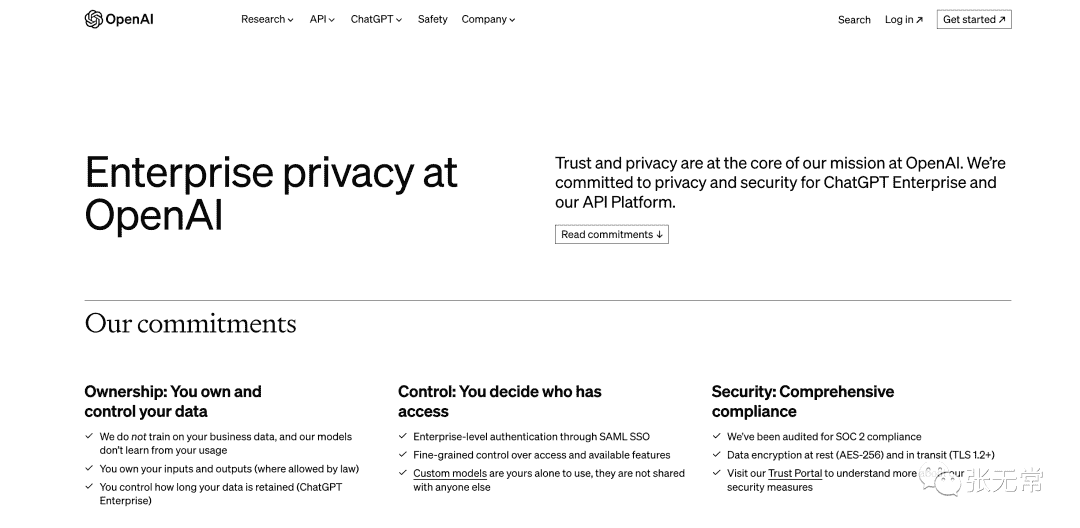 OpenAI
Research API ChatGPT Safety Company
Search Log in ↗ Get started ↗
Enterprise privacy at
OpenAI
Trust and privacy are at the core of our mission at OpenAI. We're
committed to privacy and security for ChatGPT Enterprise and
our API Platform.
Read commitments ↓
Our commitments
Ownership: You own and
control your data
We do not train on your business data, and our models
don't learn from your usage
You own your inputs and outputs (where allowed by law)
You control how long your data is retained (ChatGPT
Enterprise)
Control: You decide who has
access
Enterprise-level authentication through SAML SSO
Fine-grained control over access and available features
Custom models are yours alone to use, they are not shared
with anyone else
Security: Comprehensive
compliance
We've been audited for SOC 2 compliance
Data encryption at rest (AES-256) and in transit (TLS 1.2+)
Visit our Trust Portal to understand more
security measures
张无常